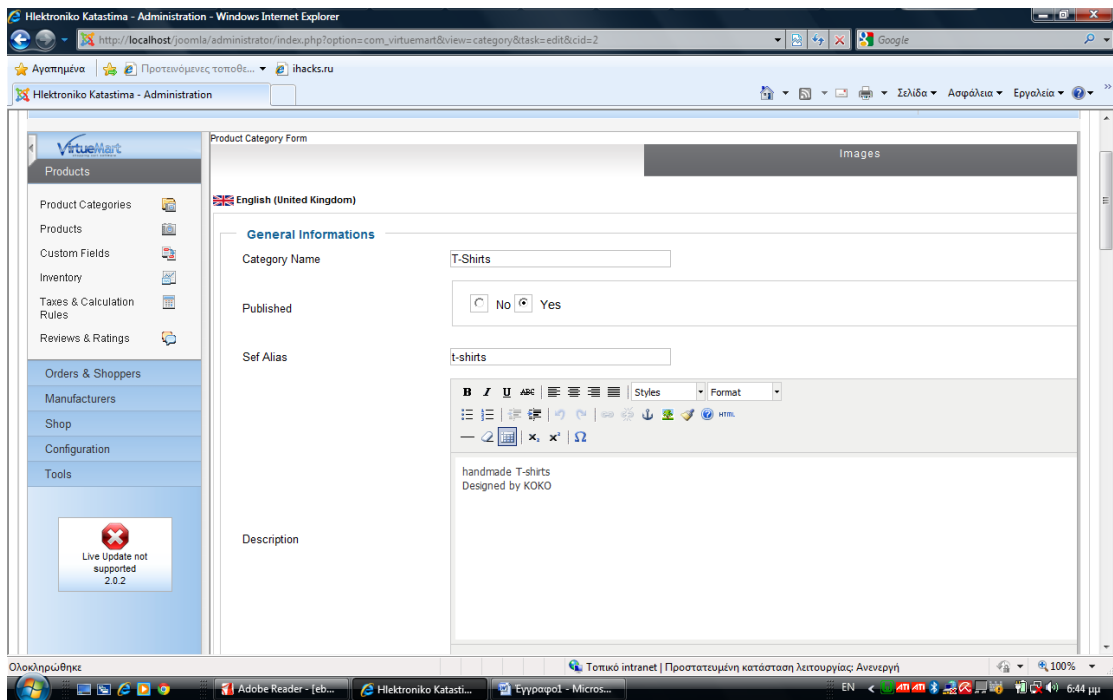 Hlektroniko Katastima - Administration - Windows Internet Explorer
http://localhost/joomla/administrator/index.php?option=com_virtuemart&view=category&task=edit&cid=2
Google
Αγαπημένα
Προτεινόμενες τοποθε...
ihacks.ru
Hlektroniko Katastima - Administration
Σελίδα
Ασφάλεια
Εργαλεία
VirtueMart
Products
Product Categories
Products
Custom Fields
Inventory
Taxes & Calculation
Rules
Reviews & Ratings
Orders & Shoppers
Manufacturers
Shop
Configuration
Tools
Live Update not
supported
2.0.2
Product Category Form
Images
English (United Kingdom)
General Informations
Category Name
T-Shirts
Published
No
Yes
Sef Alias
t-shirts
B I U ABC
Styles
Format
HTML
Description
handmade T-shirts
Designed by KOKO
Ολοκληρώθηκε
Τοπικό intranet | Προστατευμένη κατάσταση λειτουργίας: Ανενεργή
100%
Adobe Reader - [eb...
Hlektroniko Katasti...
Έγγραφο1 - Micros...
EN
6:44 μμ